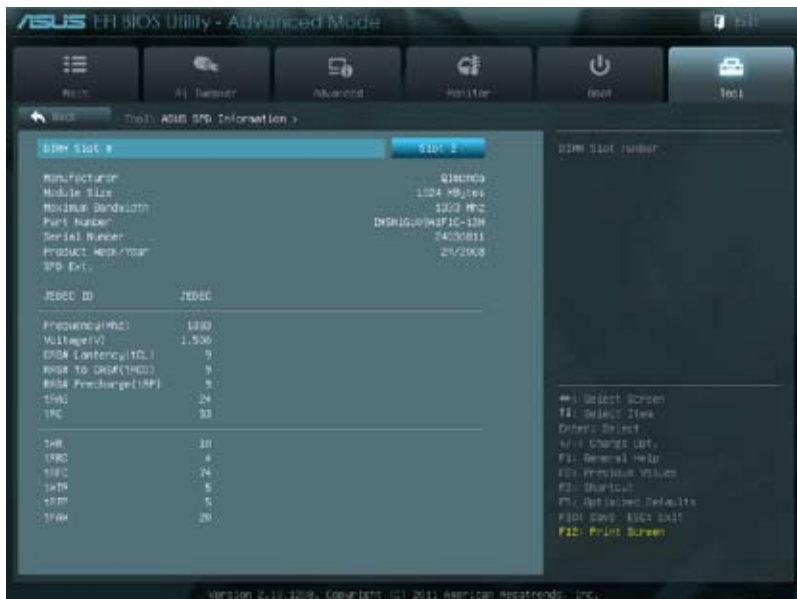 ASUS EFI BIOS Utility - Advanced Mode
Exit
Main
Ai Tweaker
Advanced
Monitor
Boot
Tool
Back Tool\ ASUS SPD Information >
DIMM Slot # Slot 2
DIMM Slot number
Manufacturer Qimonda
Module Size 1024 MBytes
Maximum Bandwidth 1333 MHz
Part Number
Serial Number
Product Week/Year 24/2008
SPD Ext.
JEDEC ID JEDEC
Frequency(MHz) 1333
Voltage(V) 1.500
CAS# Lantency(tCL) 9
RAS# to CAS#(tRCD) 9
RAS# Precharge(tRP) 9
tRAS 24
tRC 33
tWR 10
tRRD 4
tRFC 74
tWTR 5
tRTP 5
tFAW 20
Select Screen
Select Item
Enter: Select
+/-: Change Opt.
F1: General Help
F2: Previous Values
F3: Shortcut
F5: Optimized Defaults
F10: Save ESC: Exit
F12: Print Screen
Version 2.10.1208. Copyright (C) 2011 American Megatrends, Inc.